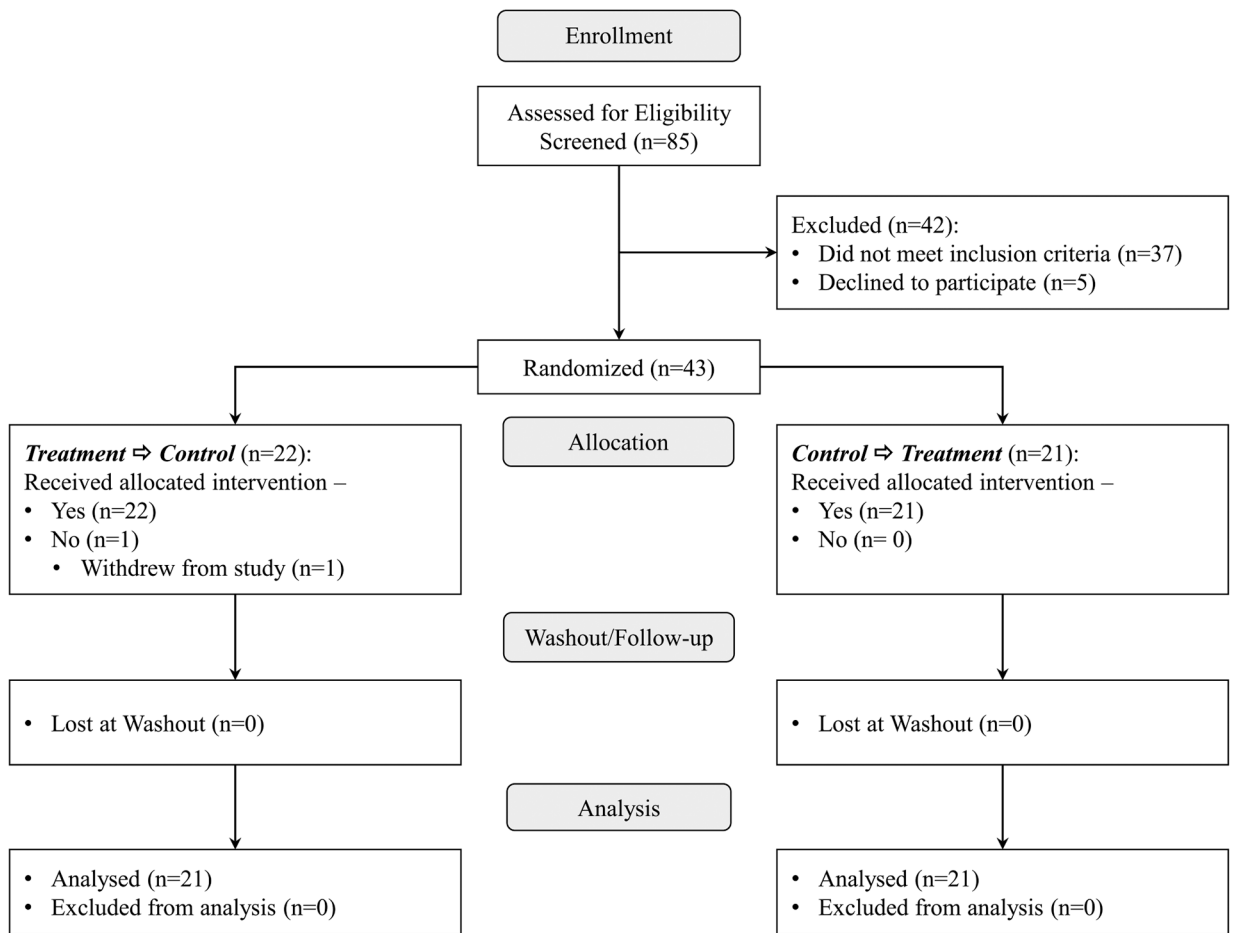 Enrollment
Assessed for Eligibility
Screened (n=85)
Excluded (n=42):
• Did not meet inclusion criteria (n=37)
• Declined to participate (n=5)
Randomized (n=43)
Allocation
Treatment ⇨ Control (n=22):
Received allocated intervention –
• Yes (n=22)
• No (n=1)
• Withdrew from study (n=1)
Control ⇨ Treatment (n=21):
Received allocated intervention –
• Yes (n=21)
• No (n= 0)
Washout/Follow-up
• Lost at Washout (n=0)
• Lost at Washout (n=0)
Analysis
• Analysed (n=21)
• Excluded from analysis (n=0)
• Analysed (n=21)
• Excluded from analysis (n=0)